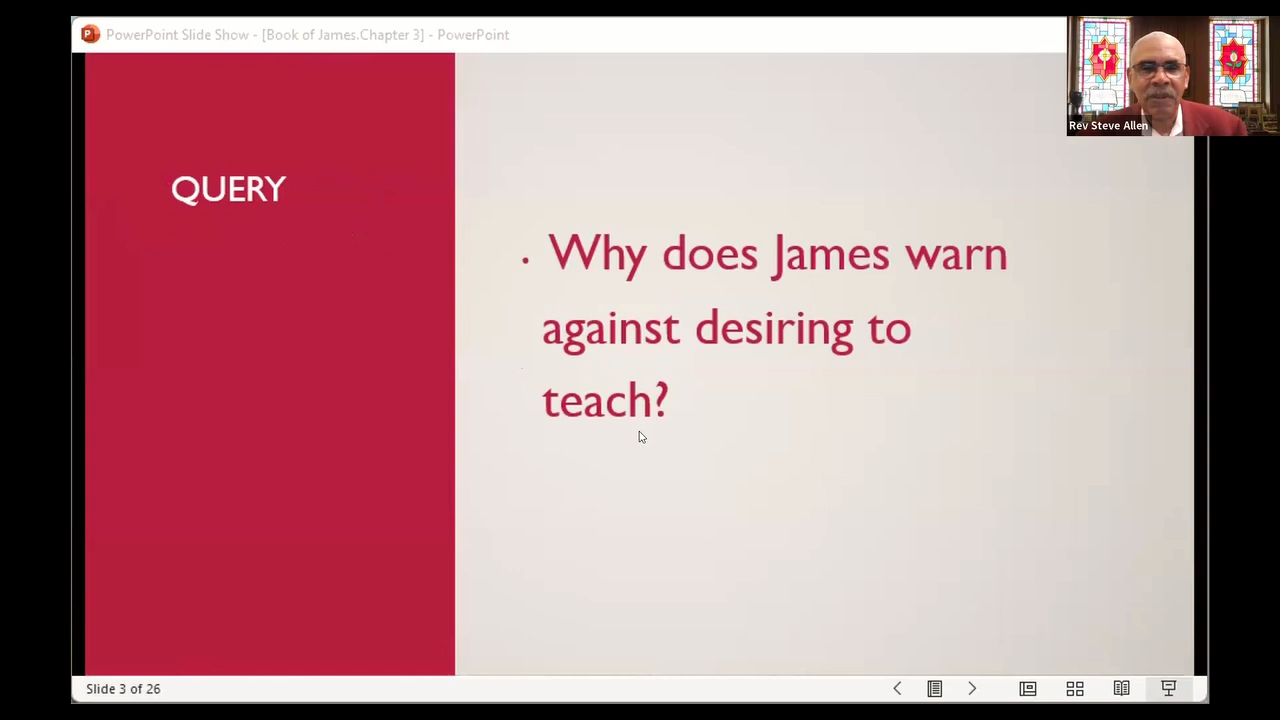 PowerPoint Slide Show - [Book of James.Chapter 3] - PowerPoint
Rev Steve Allen
QUERY
• Why does James warn
against desiring to
teach?
Slide 3 of 26